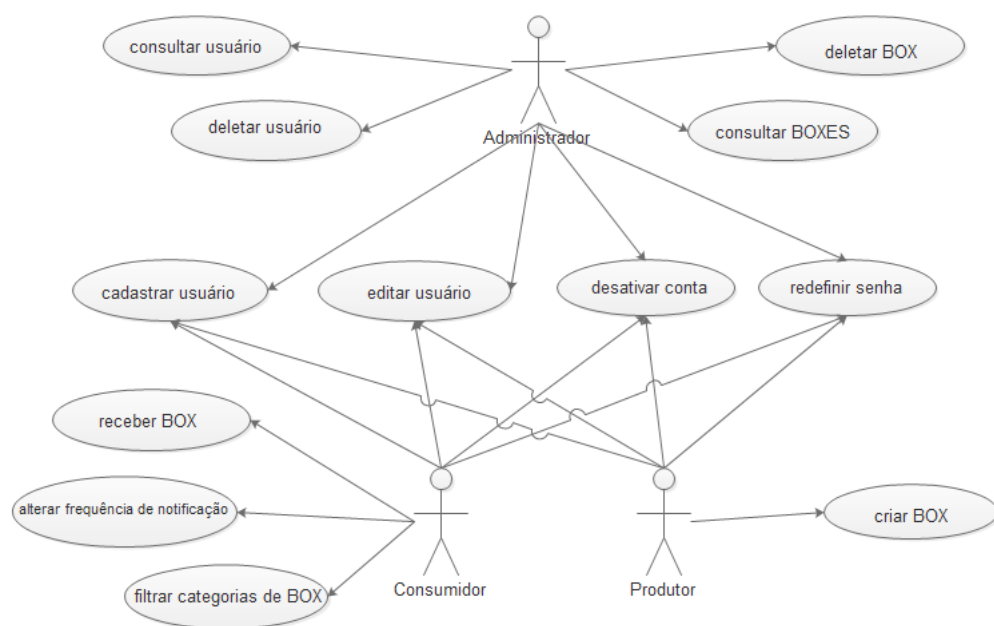 consultar usuário
deletar BOX
deletar usuário
Administrador
consultar BOXES
cadastrar usuário
editar usuário
desativar conta
redefinir senha
receber BOX
alterar frequência de notificação
criar BOX
filtrar categorias de BOX
Consumidor
Produtor